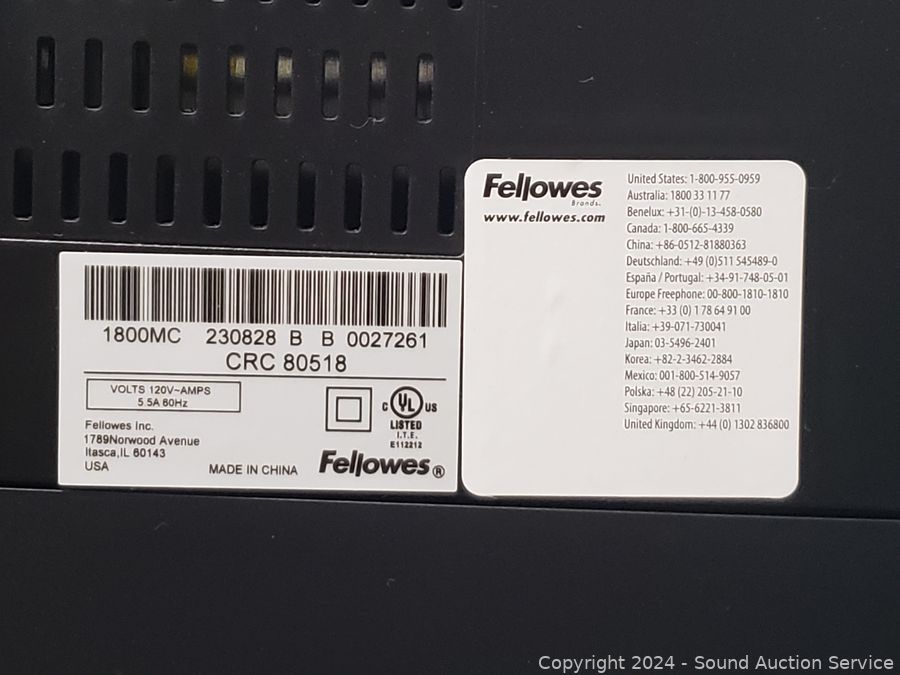 1800MC 230828 B B 0027261
CRC 80518
VOLTS 120V~AMPS
5.5A 60Hz
Fellowes Inc.
1789Norwood Avenue
Itasca,IL 60143
USA
MADE IN CHINA
C UL US
LISTED
I.T.E.
E112212
Fellowes®
Fellowes
Brands™
www.fellowes.com
United States: 1-800-955-0959
Australia: 1800 33 11 77
Benelux: +31-(0)-13-458-0580
Canada: 1-800-665-4339
China: +86-0512-81880363
Deutschland: +49 (0)511 545489-0
España / Portugal: +34-91-748-05-01
Europe Freephone: 00-800-1810-1810
France: +33 (0) 1 78 64 91 00
Italia: +39-071-730041
Japan: 03-5496-2401
Korea: +82-2-3462-2884
Mexico: 001-800-514-9057
Polska: +48 (22) 205-21-10
Singapore: +65-6221-3811
United Kingdom: +44 (0) 1302 836800
Copyright 2024 - Sound Auction Service